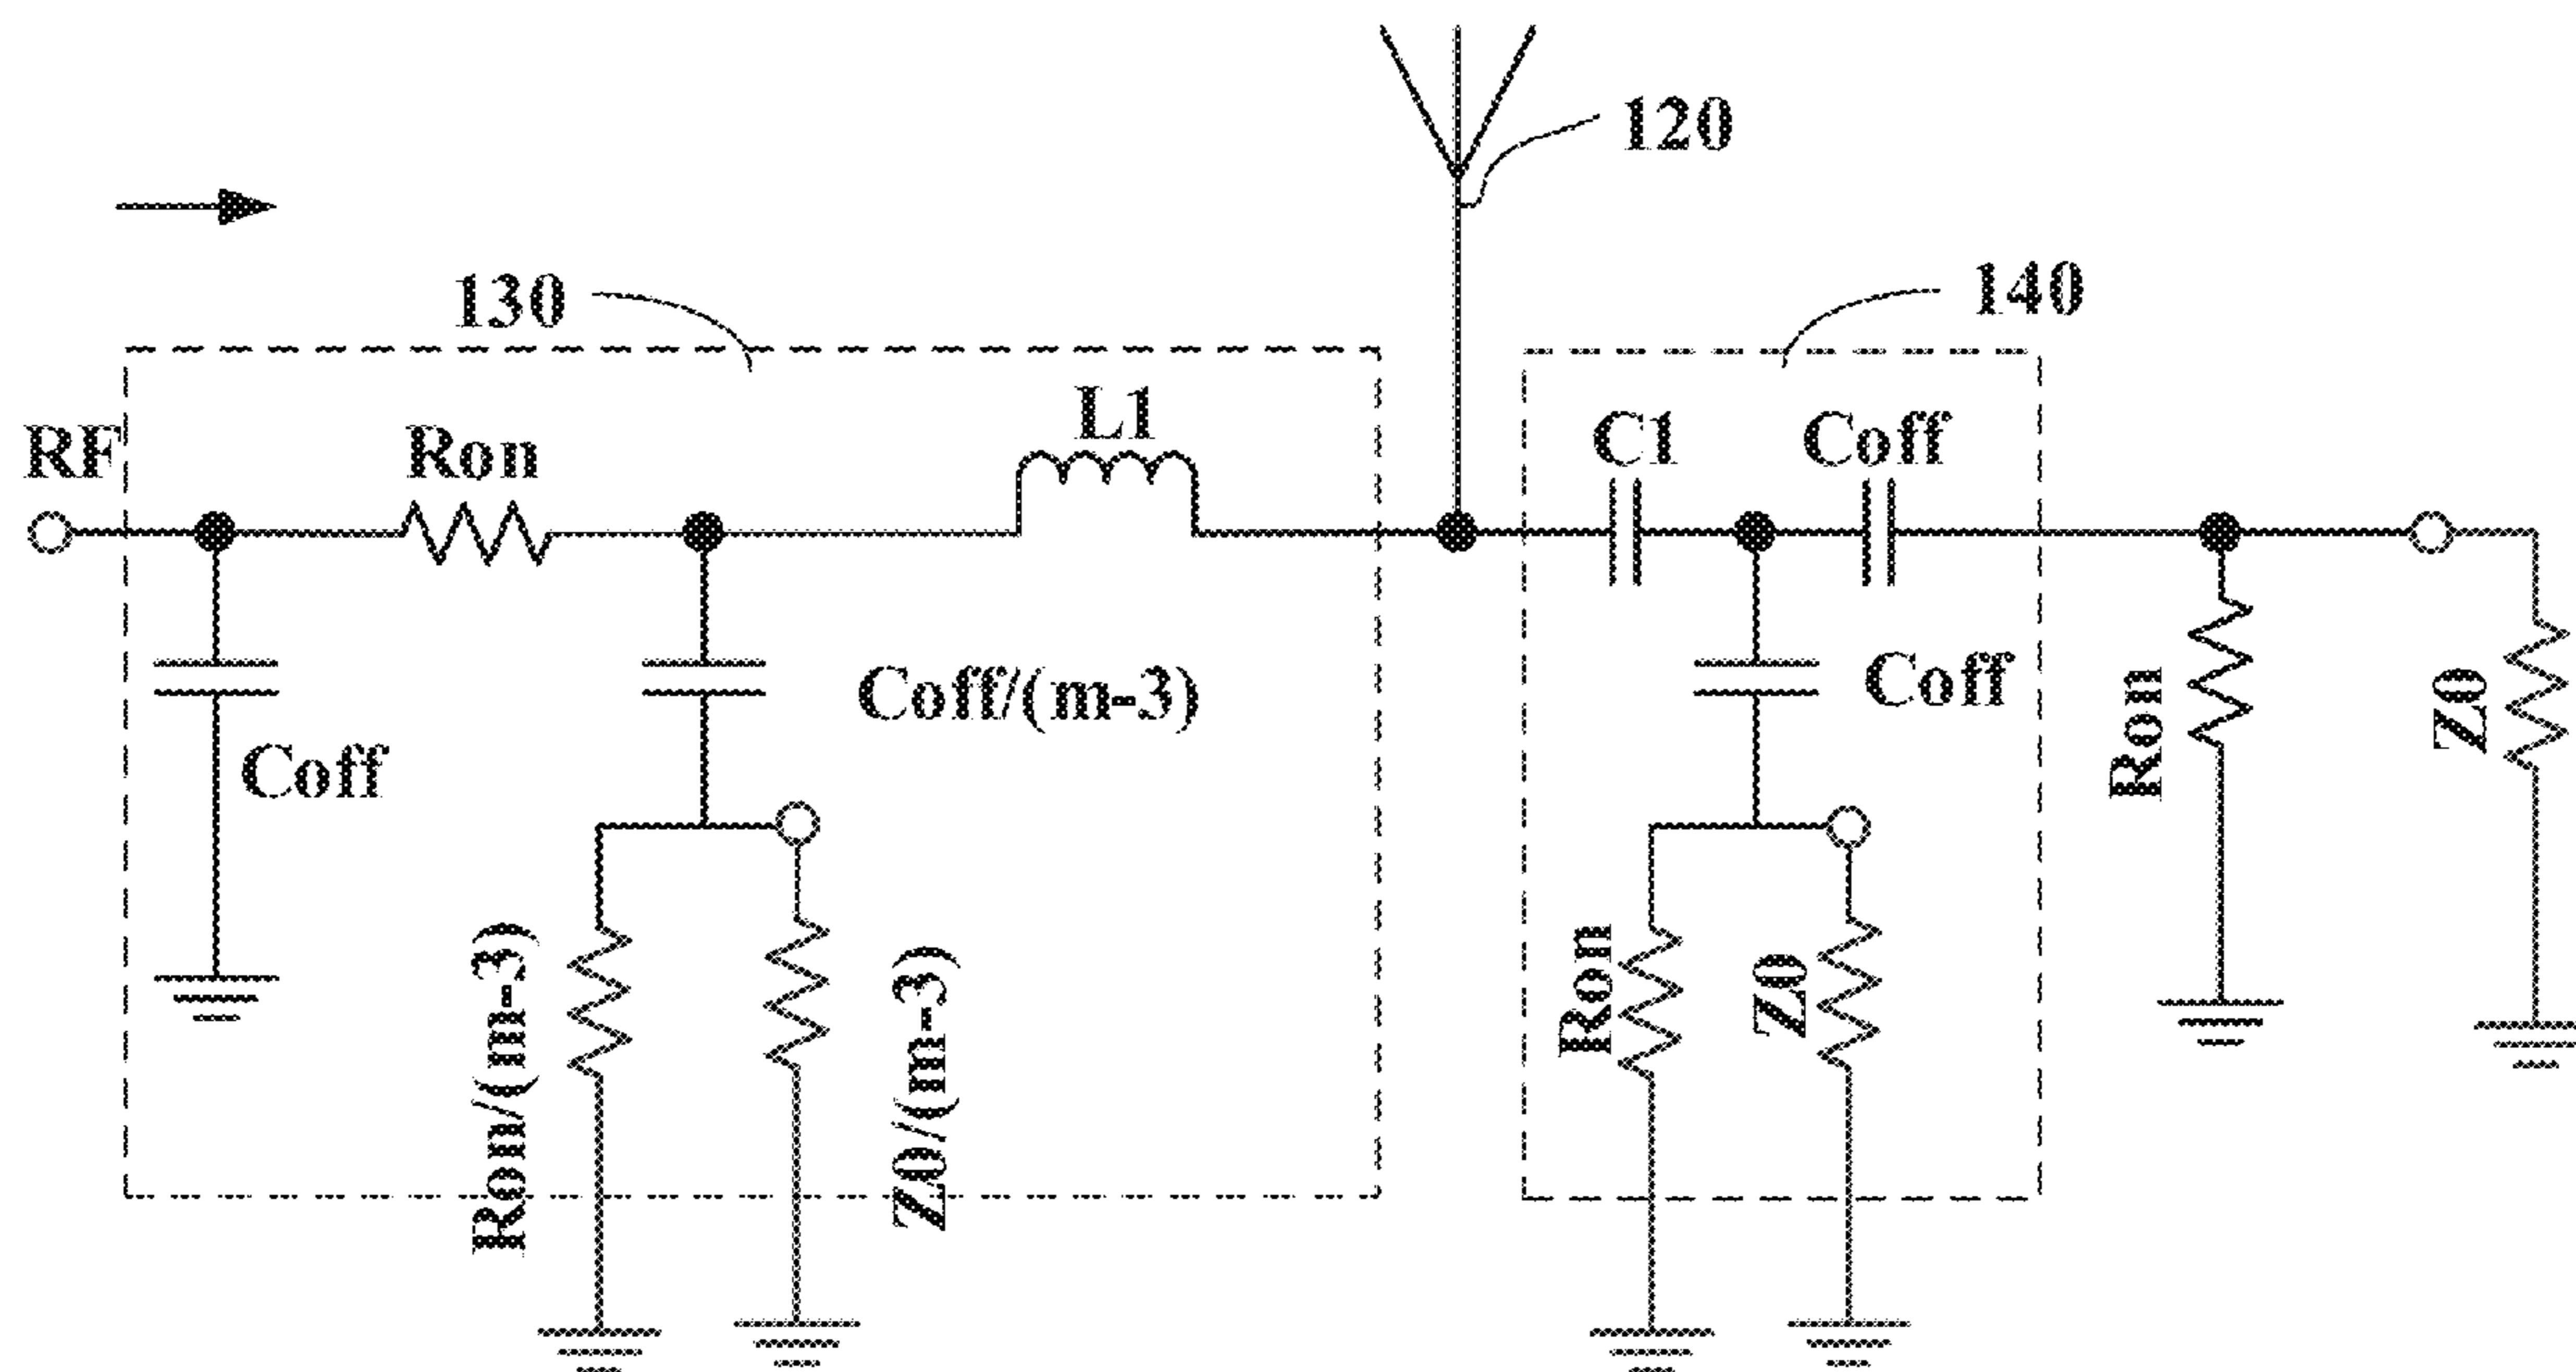 120
130
140
L1
RF
Ron
C1
Coff
Coff/(m-3)
Coff
Coff
Ron
Z0
Ron/(m-3)
Z0/(m-3)
Ron
Z0